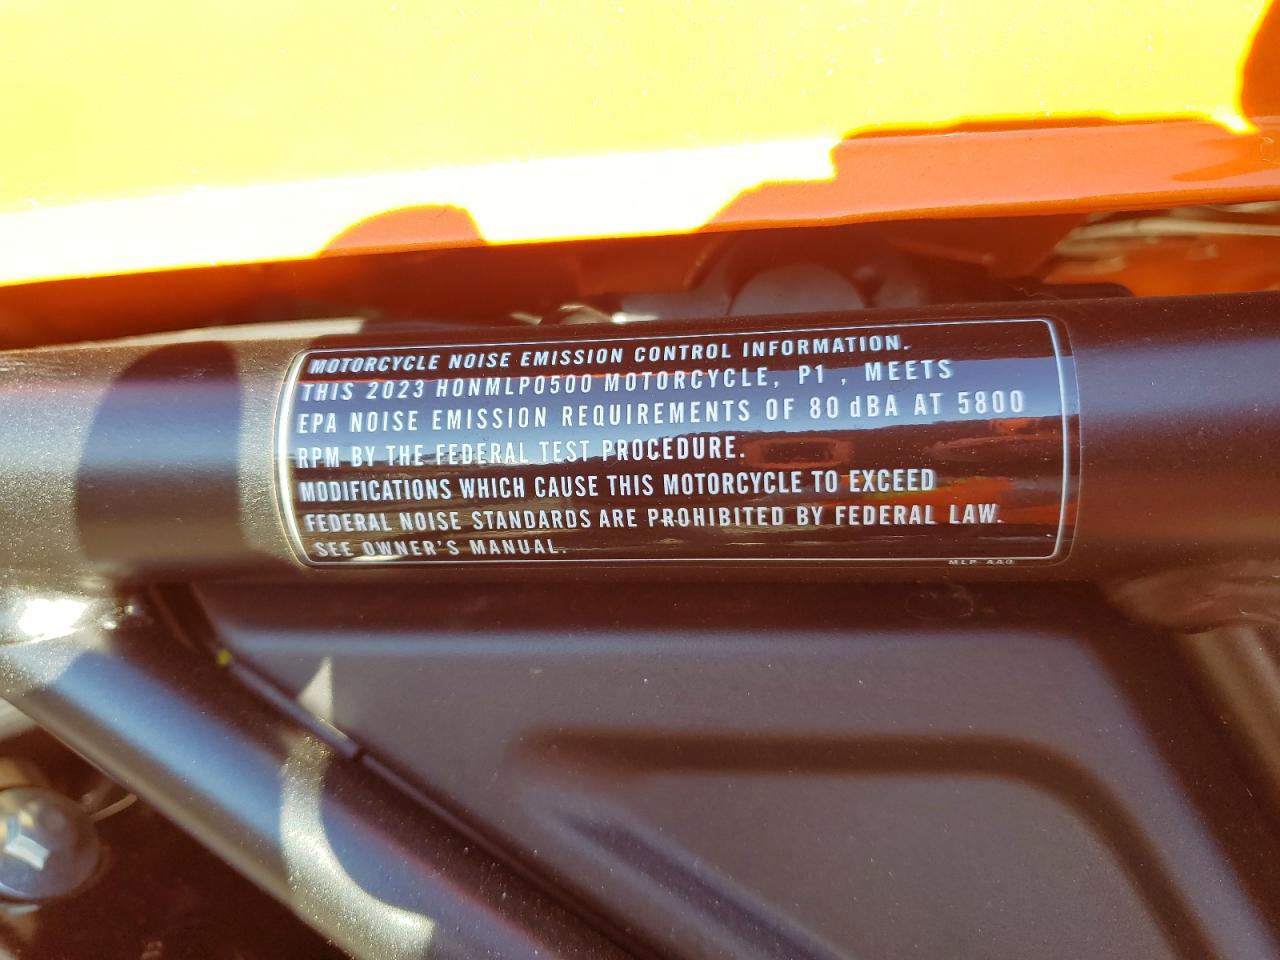 MOTORCYCLE NOISE EMISSION CONTROL INFORMATION.
THIS 2023 HONMLP0500 MOTORCYCLE, P1 , MEETS
EPA NOISE EMISSION REQUIREMENTS OF 80 dBA AT 5800
RPM BY THE FEDERAL TEST PROCEDURE.
MODIFICATIONS WHICH CAUSE THIS MOTORCYCLE TO EXCEED
FEDERAL NOISE STANDARDS ARE PROHIBITED BY FEDERAL LAW.
SEE OWNER'S MANUAL.